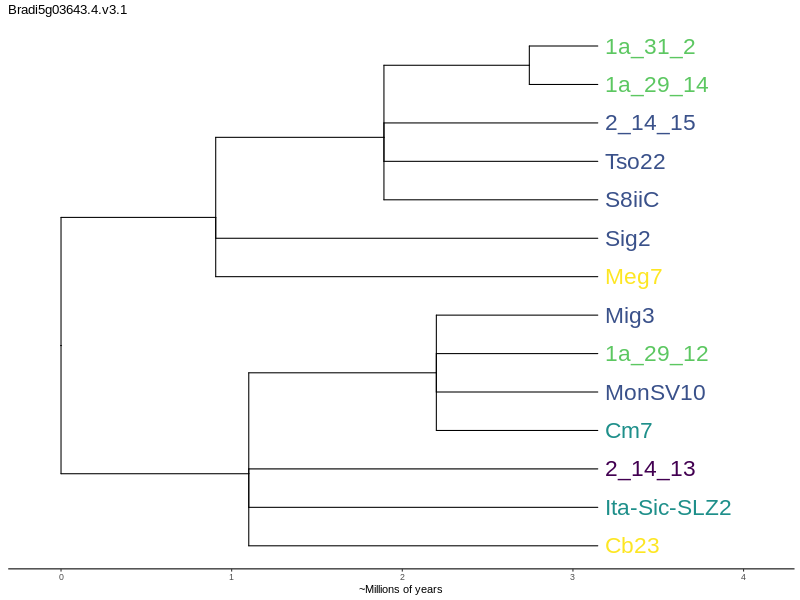 Bradi5g03643.4.v3.1
1a_31_2
1a_29_14
2_14_15
Tso22
S8iiC
Sig2
Meg7
Mig3
1a_29_12
MonSV10
Cm7
2_14_13
Ita-Sic-SLZ2
Cb23
0 1 2 3 4
~Millions of years